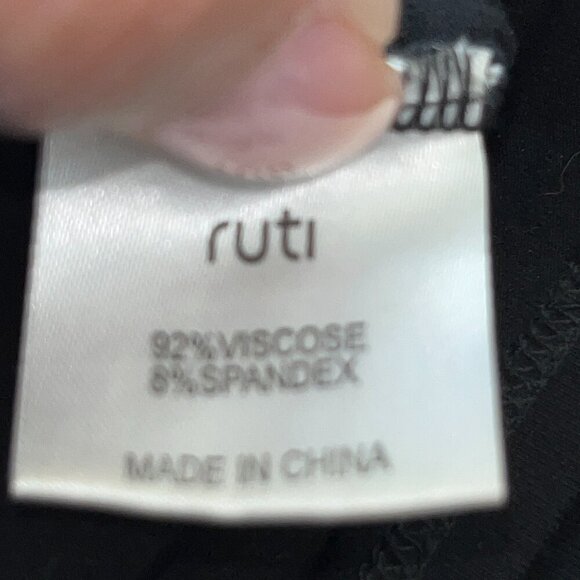 ruti
92%VISCOSE
8%SPANDEX
MADE IN CHINA